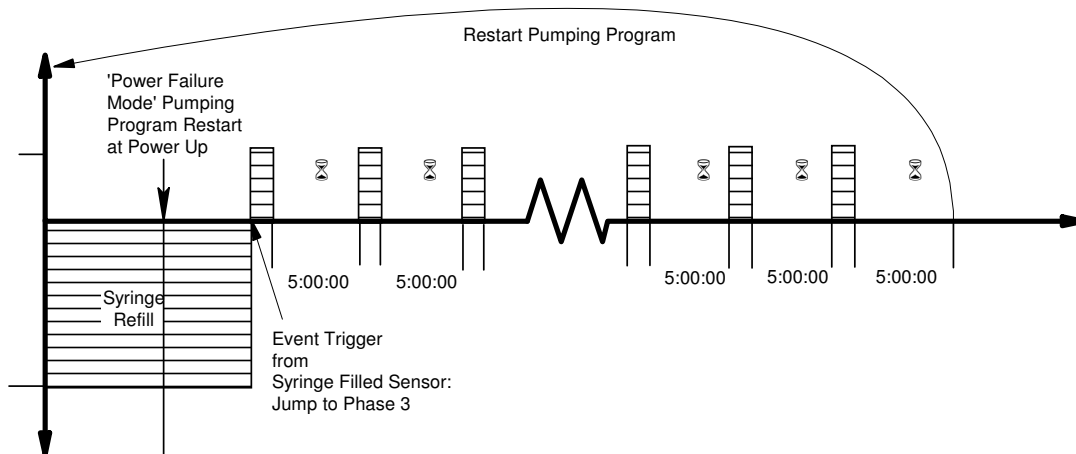 Restart Pumping Program
'Power Failure
Mode' Pumping
Program Restart
at Power Up
5:00:00
5:00:00
5:00:00
5:00:00
5:00:00
Syringe
Refill
Event Trigger
from
Syringe Filled Sensor:
Jump to Phase 3